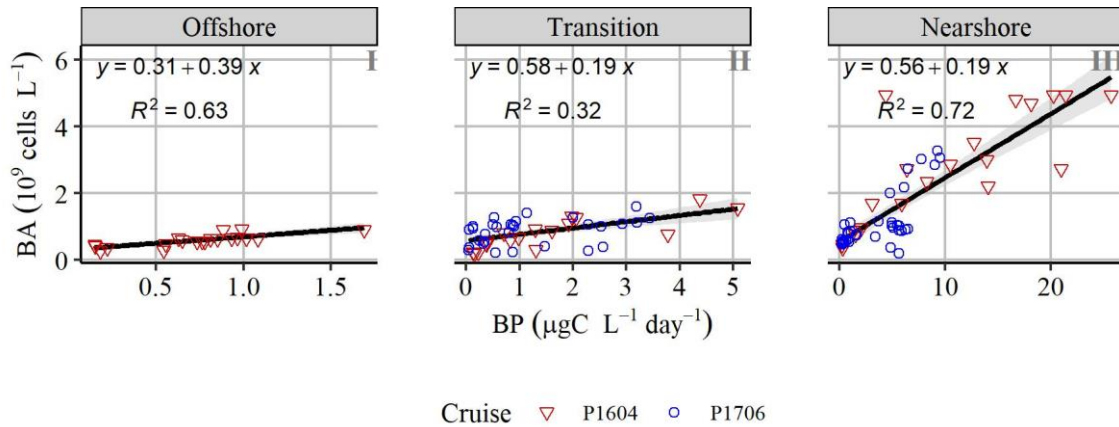 Offshore
Transition
Nearshore
I
II
III
y = 0.31 + 0.39 x
R² = 0.63
y = 0.58 + 0.19 x
R² = 0.32
y = 0.56 + 0.19 x
R² = 0.72
BA (10⁹ cells L⁻¹)
6
4
2
0
0.5 1.0 1.5
0 1 2 3 4 5
0 10 20
BP (µgC L⁻¹ day⁻¹)
Cruise P1604 P1706